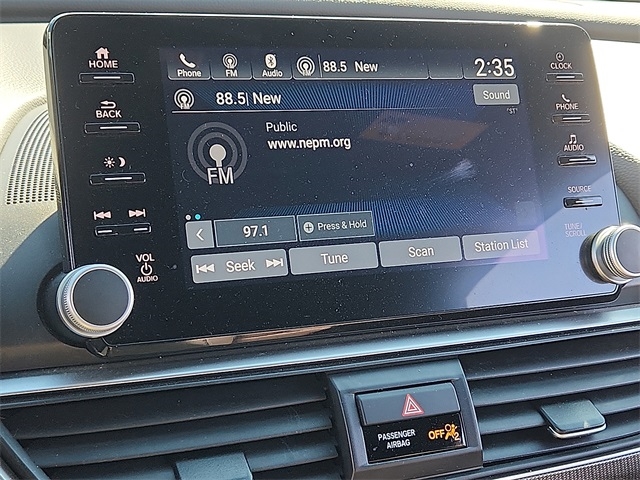 HOME
BACK
VOL
AUDIO
Phone FM Audio 88.5 New 2:35
88.5| New Sound
"ST"
Public
www.nepm.org
FM
97.1 Press & Hold
Seek Tune Scan Station List
CLOCK
PHONE
AUDIO
SOURCE
TUNE/
SCROLL
PASSENGER
AIRBAG
OFF 2